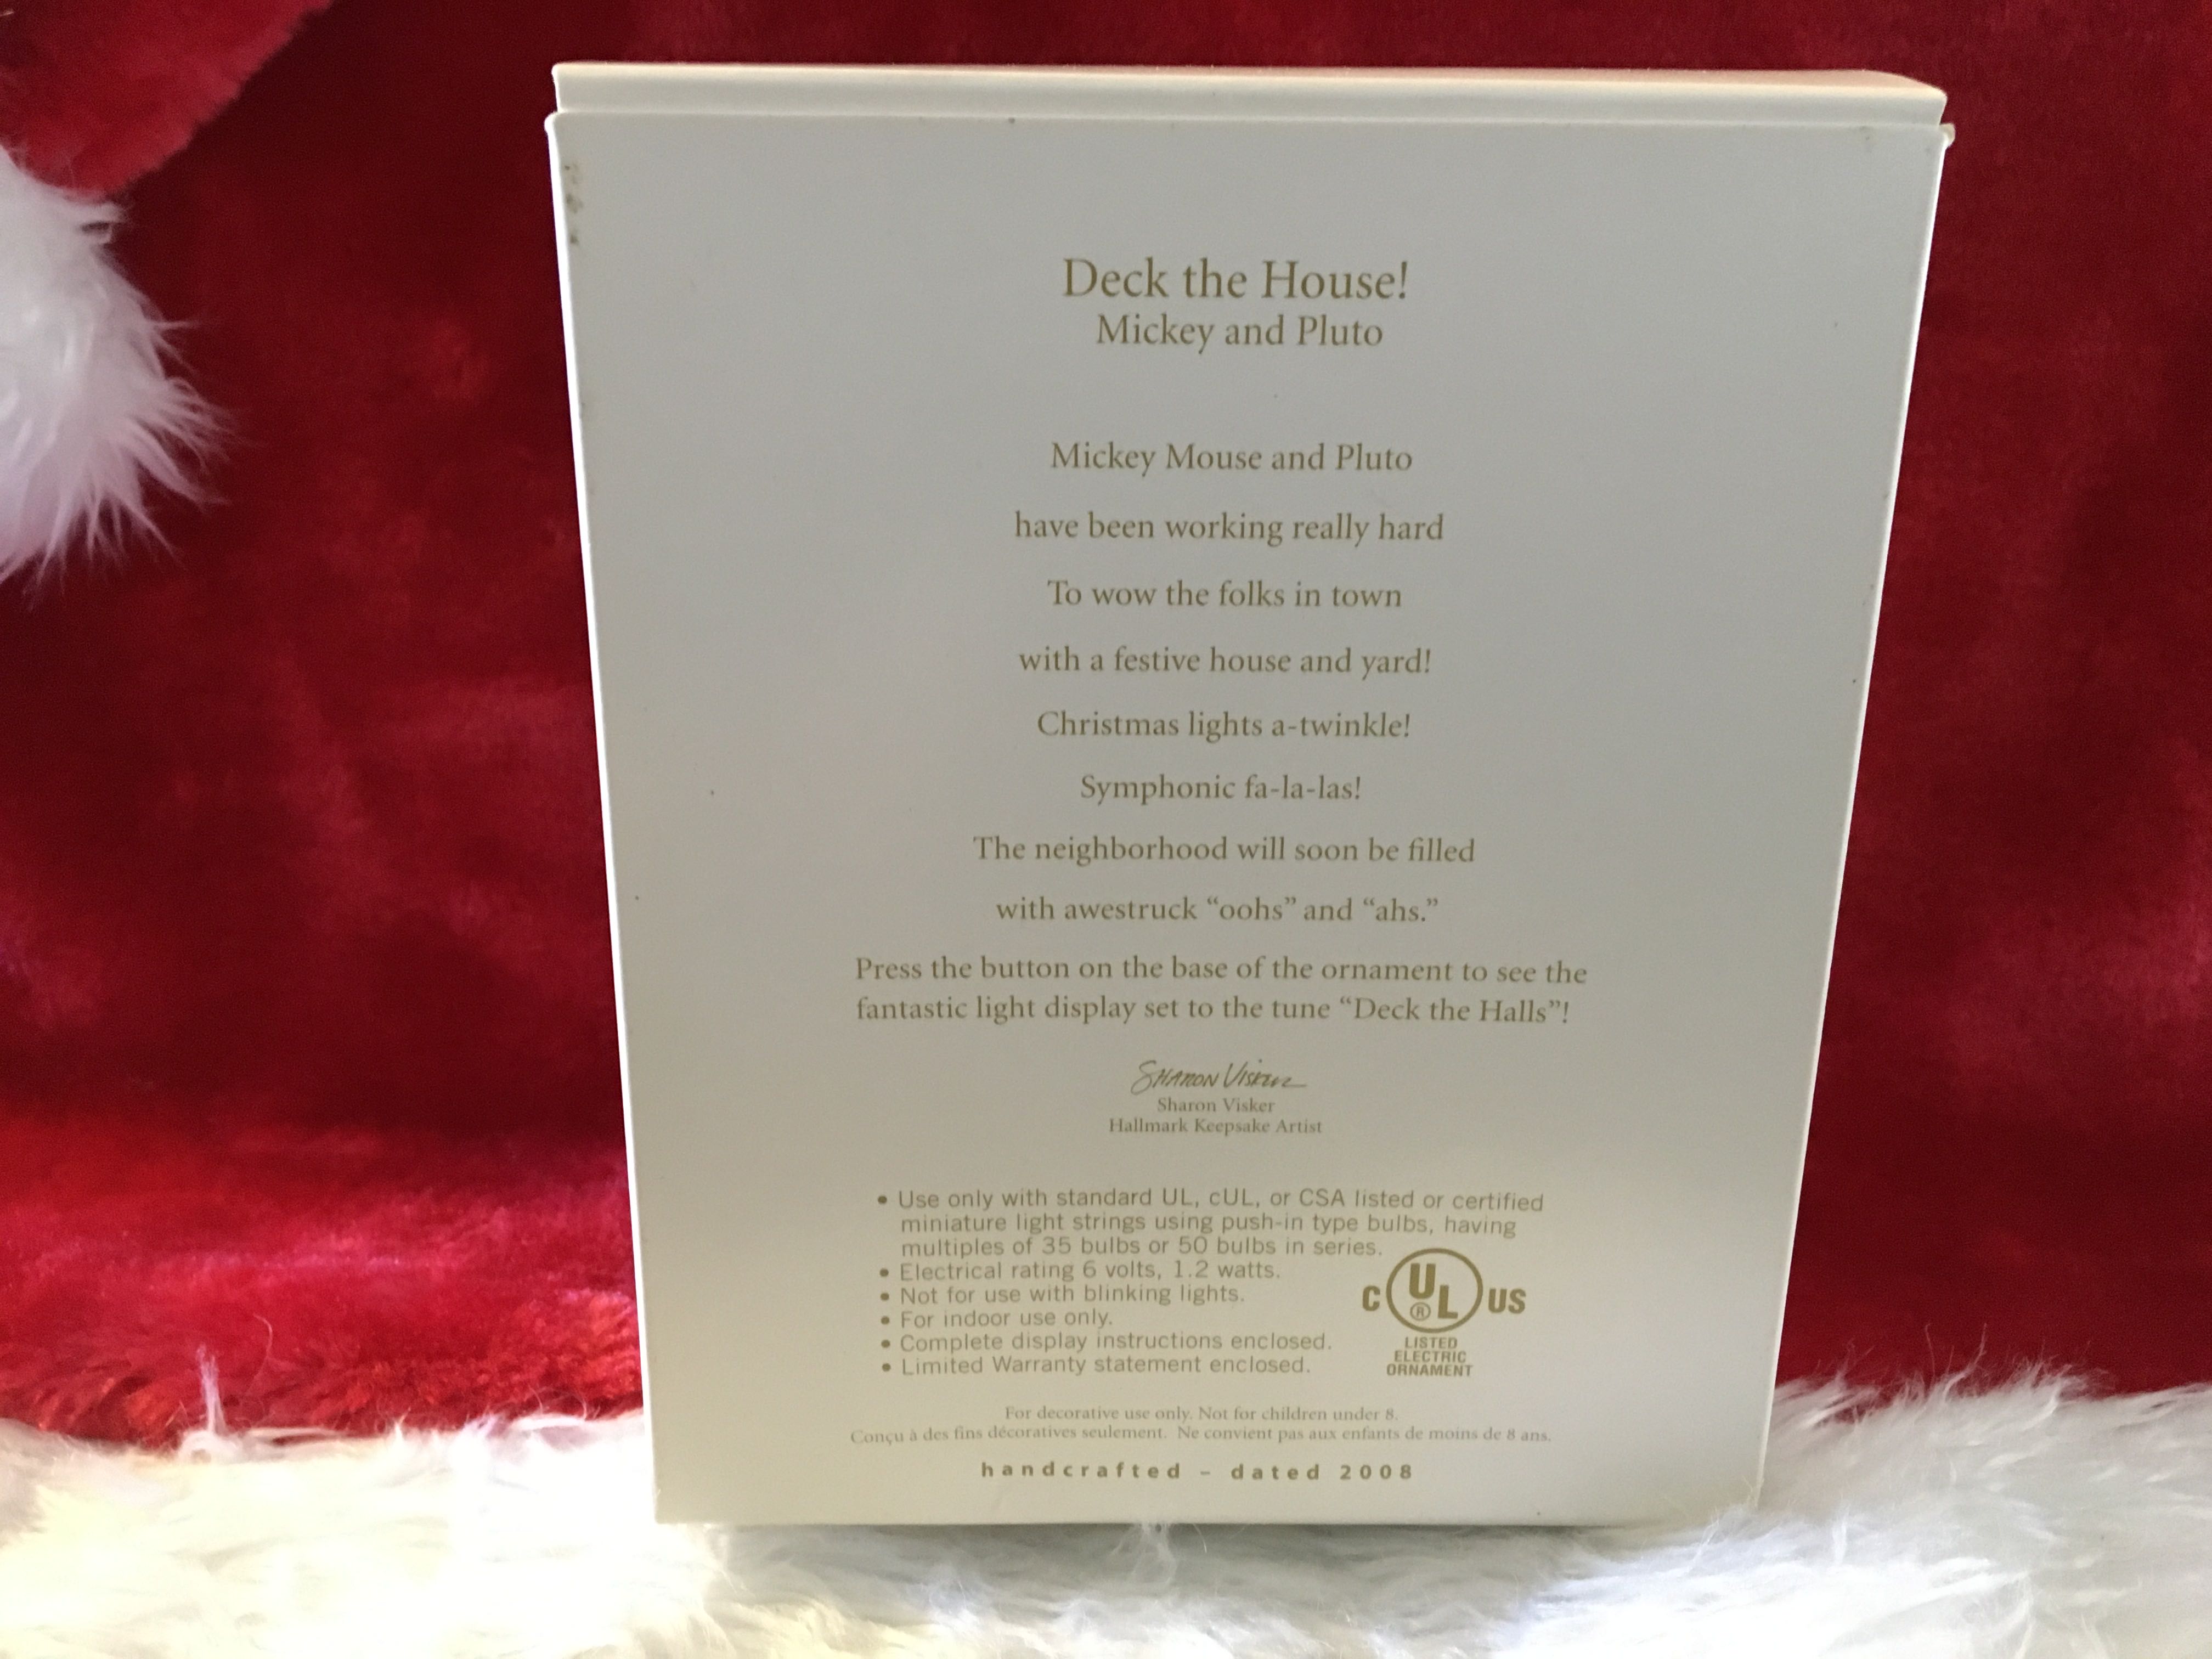 Deck the House!
Mickey and Pluto
Mickey Mouse and Pluto
have been working really hard
To wow the folks in town
with a festive house and yard!
Christmas lights a-twinkle!
Symphonic fa-la-las!
The neighborhood will soon be filled
with awestruck “oohs” and “ahs.”
Press the button on the base of the ornament to see the
fantastic light display set to the tune “Deck the Halls”!
SHARON VISKER
Sharon Visker
Hallmark Keepsake Artist
• Use only with standard UL, cUL, or CSA listed or certified
miniature light strings using push-in type bulbs, having
multiples of 35 bulbs or 50 bulbs in series.
• Electrical rating 6 volts, 1.2 watts.
• Not for use with blinking lights.
• For indoor use only.
• Complete display instructions enclosed.
• Limited Warranty statement enclosed.
C UL® US
LISTED
ELECTRIC
ORNAMENT
For decorative use only. Not for children under 8.
Conçu à des fins décoratives seulement. Ne convient pas aux enfants de moins de 8 ans.
handcrafted – dated 2008